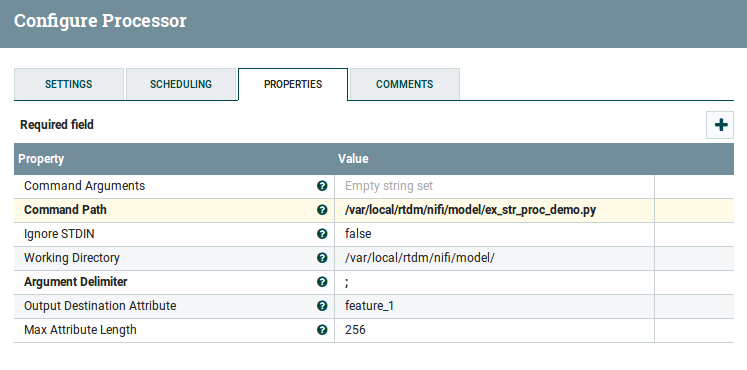 Configure Processor
SETTINGS SCHEDULING PROPERTIES COMMENTS
Required field
Property Value
Command Arguments Empty string set
Command Path /var/local/rtdm/nifi/model/ex_str_proc_demo.py
Ignore STDIN false
Working Directory /var/local/rtdm/nifi/model/
Argument Delimiter ;
Output Destination Attribute feature_1
Max Attribute Length 256